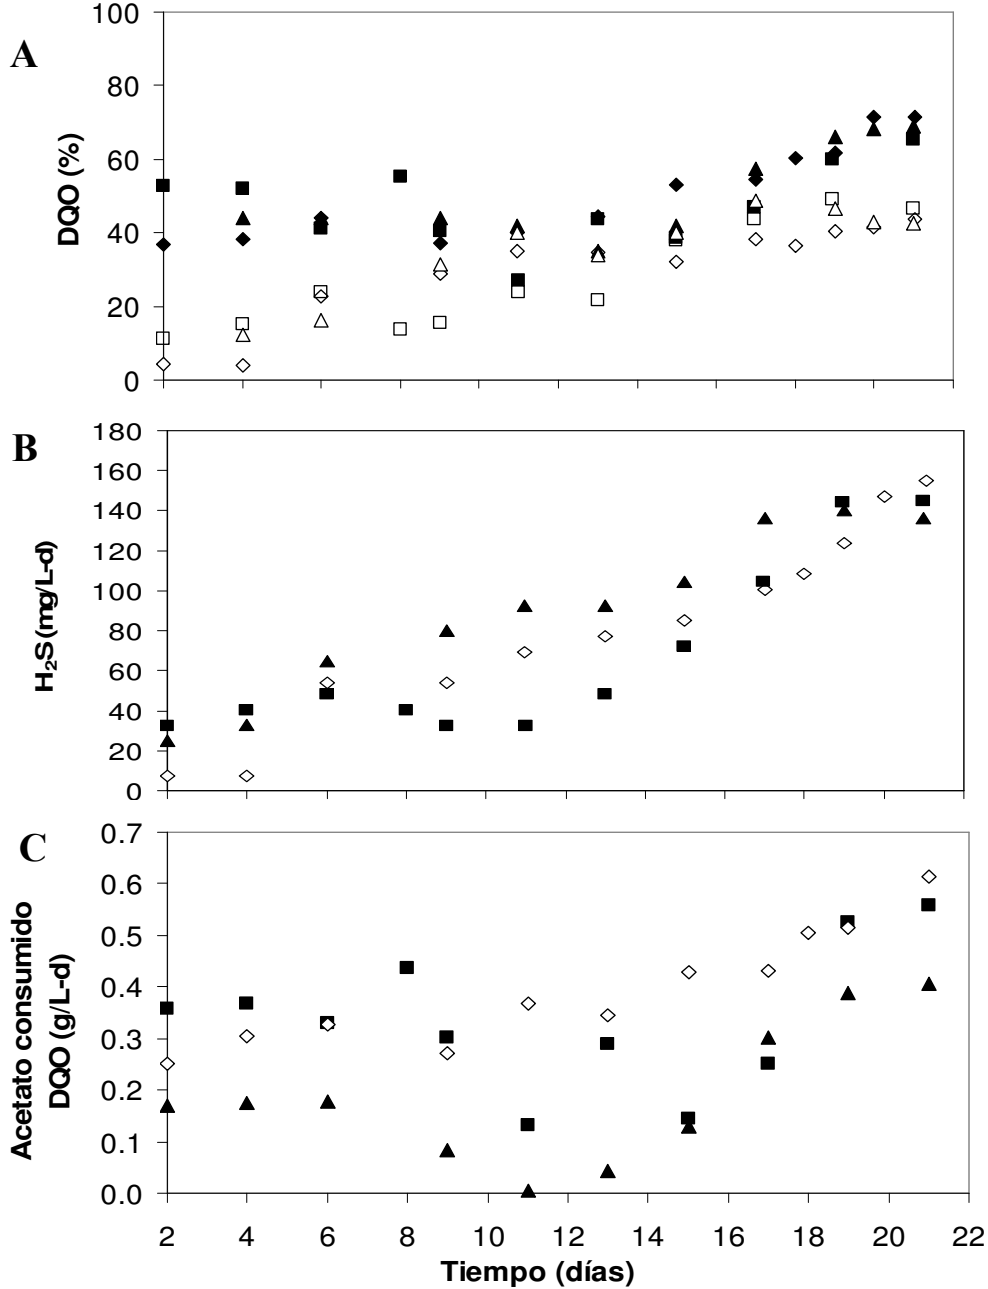 A
DQO (%)
100
80
60
40
20
0
B
H₂S (mg/L-d)
180
160
140
120
100
80
60
40
20
0
C
Acetato consumido
DQO (g/L-d)
0.7
0.6
0.5
0.4
0.3
0.2
0.1
0.0
2 4 6 8 10 12 14 16 18 20 22
Tiempo (días)